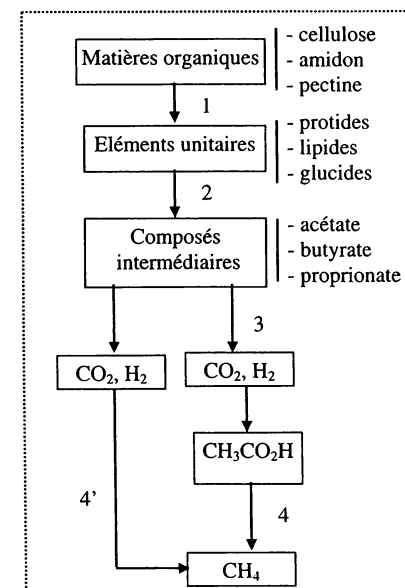 Matières organiques
- cellulose
- amidon
- pectine
1
Eléments unitaires
- protides
- lipides
- glucides
2
Composés
intermédiaires
- acétate
- butyrate
- proprionate
3
CO₂, H₂
CO₂, H₂
CH₃CO₂H
4'
4
CH₄